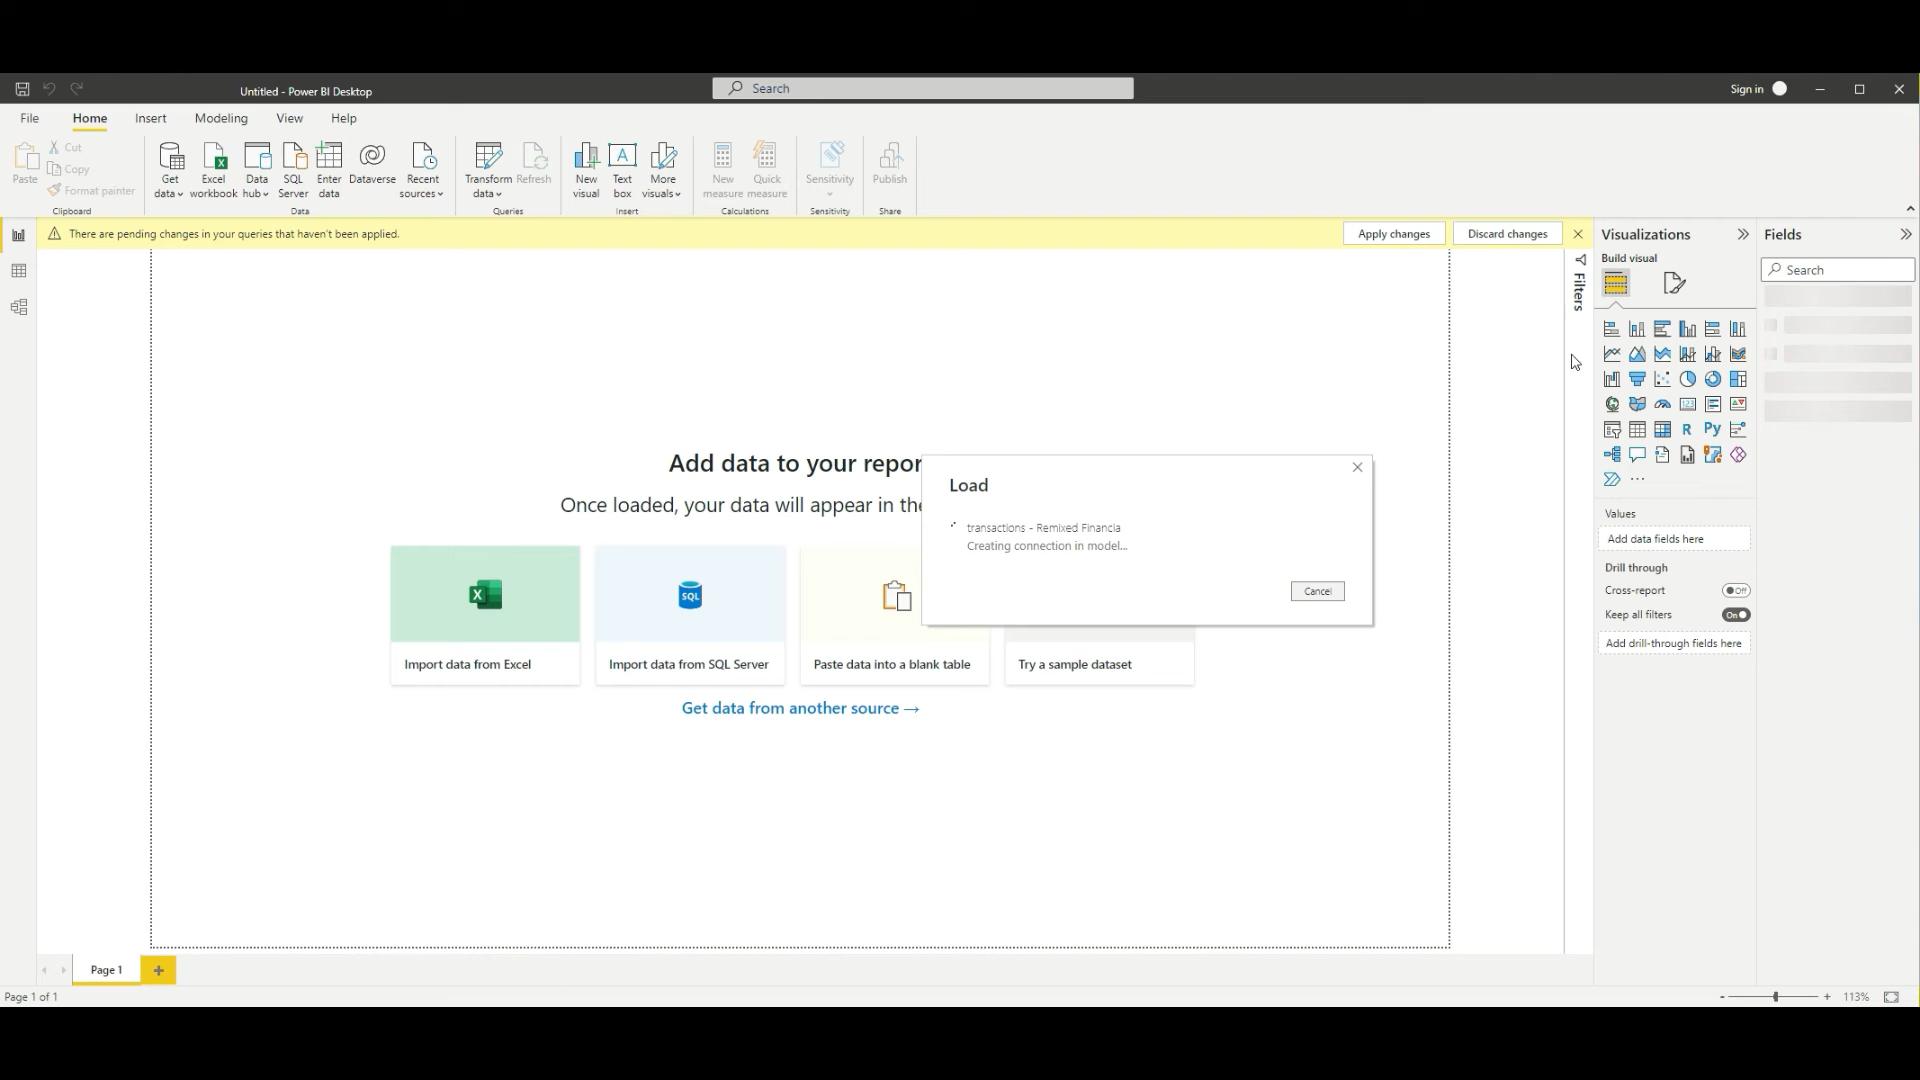 Untitled - Power BI Desktop
Search
Sign in
File Home Insert Modeling View Help
Paste
Cut
Copy
Format painter
Clipboard
Get data
Excel workbook
Data hub
SQL Server
Enter data
Dataverse
Recent sources
Data
Transform data
Refresh
Queries
New visual
Text box
More visuals
Insert
New measure
Quick measure
Calculations
Sensitivity
Sensitivity
Publish
Share
There are pending changes in your queries that haven't been applied.
Apply changes
Discard changes
Filters
Visualizations
Build visual
R
Py
123
Values
Add data fields here
Drill through
Cross-report
Off
Keep all filters
On
Add drill-through fields here
Fields
Search
Add data to your repor
Once loaded, your data will appear in the
Load
transactions - Remixed Financia
Creating connection in model...
Cancel
SQL
Import data from Excel
Import data from SQL Server
Paste data into a blank table
Try a sample dataset
Get data from another source →
Page 1
Page 1 of 1
113%